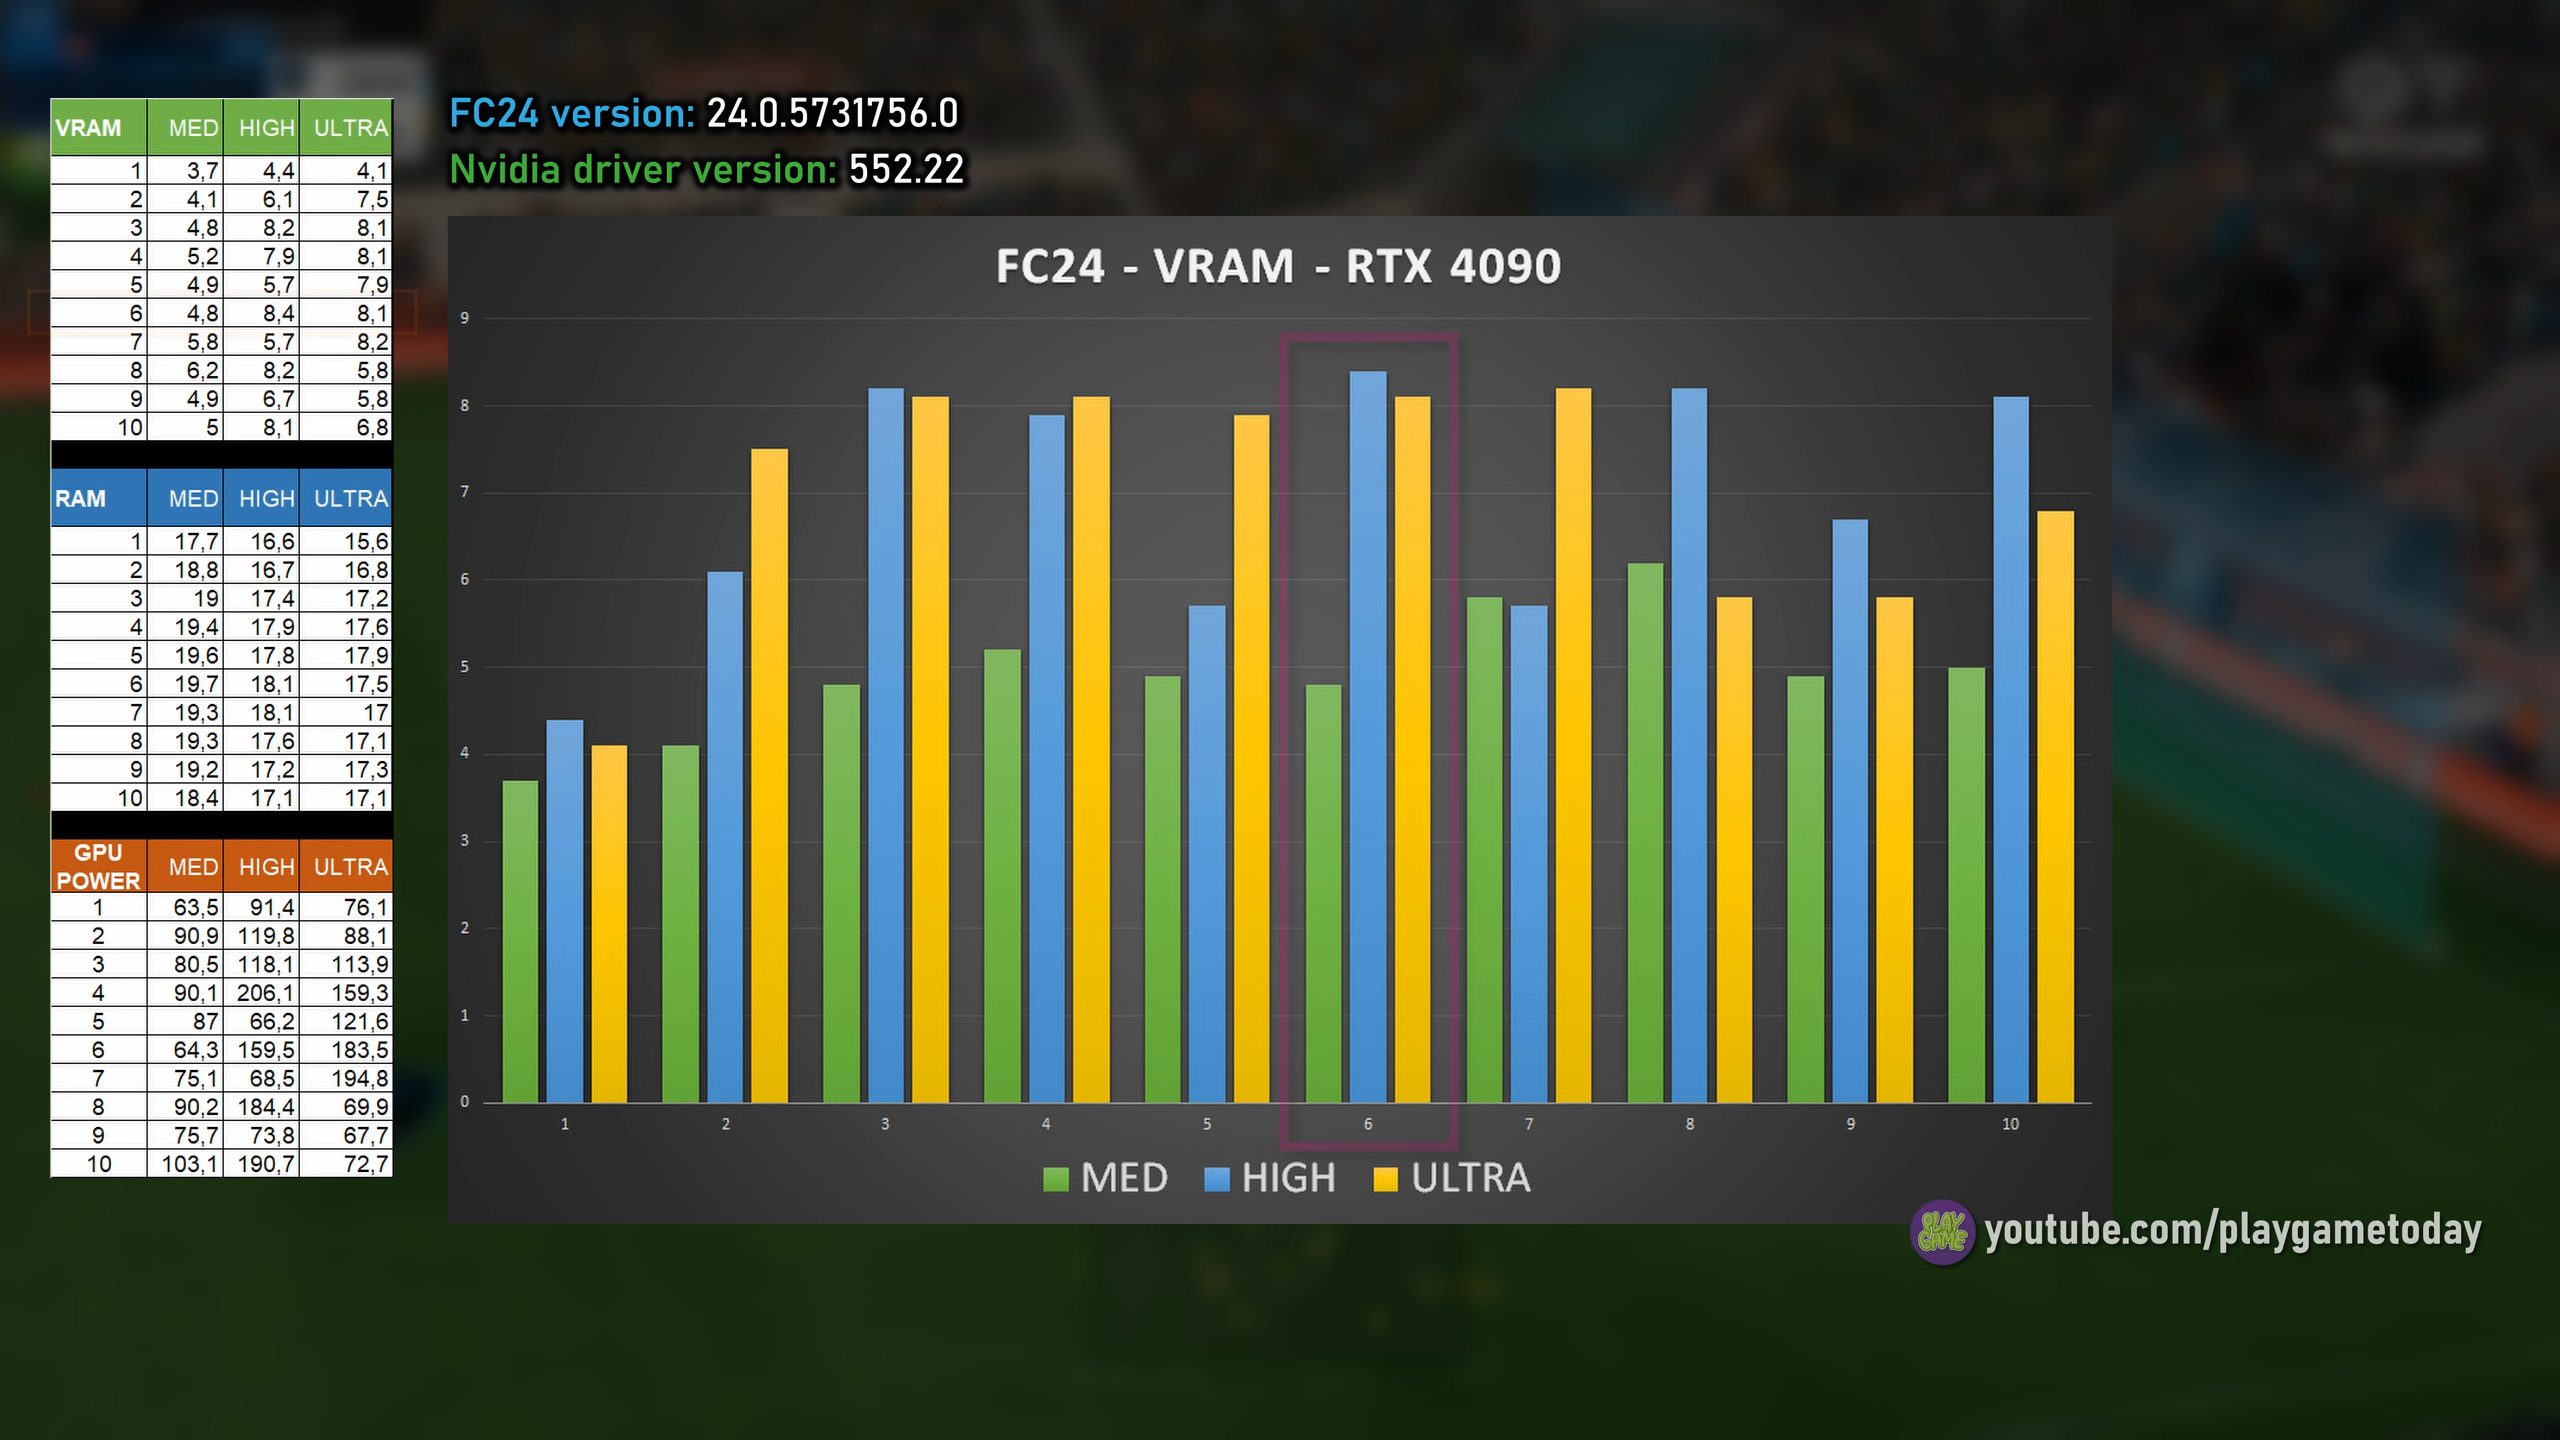 VRAM MED HIGH ULTRA
1 3,7 4,4 4,1
2 4,1 6,1 7,5
3 4,8 8,2 8,1
4 5,2 7,9 8,1
5 4,9 5,7 7,9
6 4,8 8,4 8,1
7 5,8 5,7 8,2
8 6,2 8,2 5,8
9 4,9 6,7 5,8
10 5 8,1 6,8
RAM MED HIGH ULTRA
1 17,7 16,6 15,6
2 18,8 16,7 16,8
3 19 17,4 17,2
4 19,4 17,9 17,6
5 19,6 17,8 17,9
6 19,7 18,1 17,5
7 19,3 18,1 17
8 19,3 17,6 17,1
9 19,2 17,2 17,3
10 18,4 17,1 17,1
GPU
POWER MED HIGH ULTRA
1 63,5 91,4 76,1
2 90,9 119,8 88,1
3 80,5 118,1 113,9
4 90,1 206,1 159,3
5 87 66,2 121,6
6 64,3 159,5 183,5
7 75,1 68,5 194,8
8 90,2 184,4 69,9
9 75,7 73,8 67,7
10 103,1 190,7 72,7
FC24 version: 24.0.5731756.0
Nvidia driver version: 552.22
FC24 - VRAM - RTX 4090
9
8
7
6
5
4
3
2
1
0
1 2 3 4 5 6 7 8 9 10
MED HIGH ULTRA
PLAY
GAME
youtube.com/playgametoday